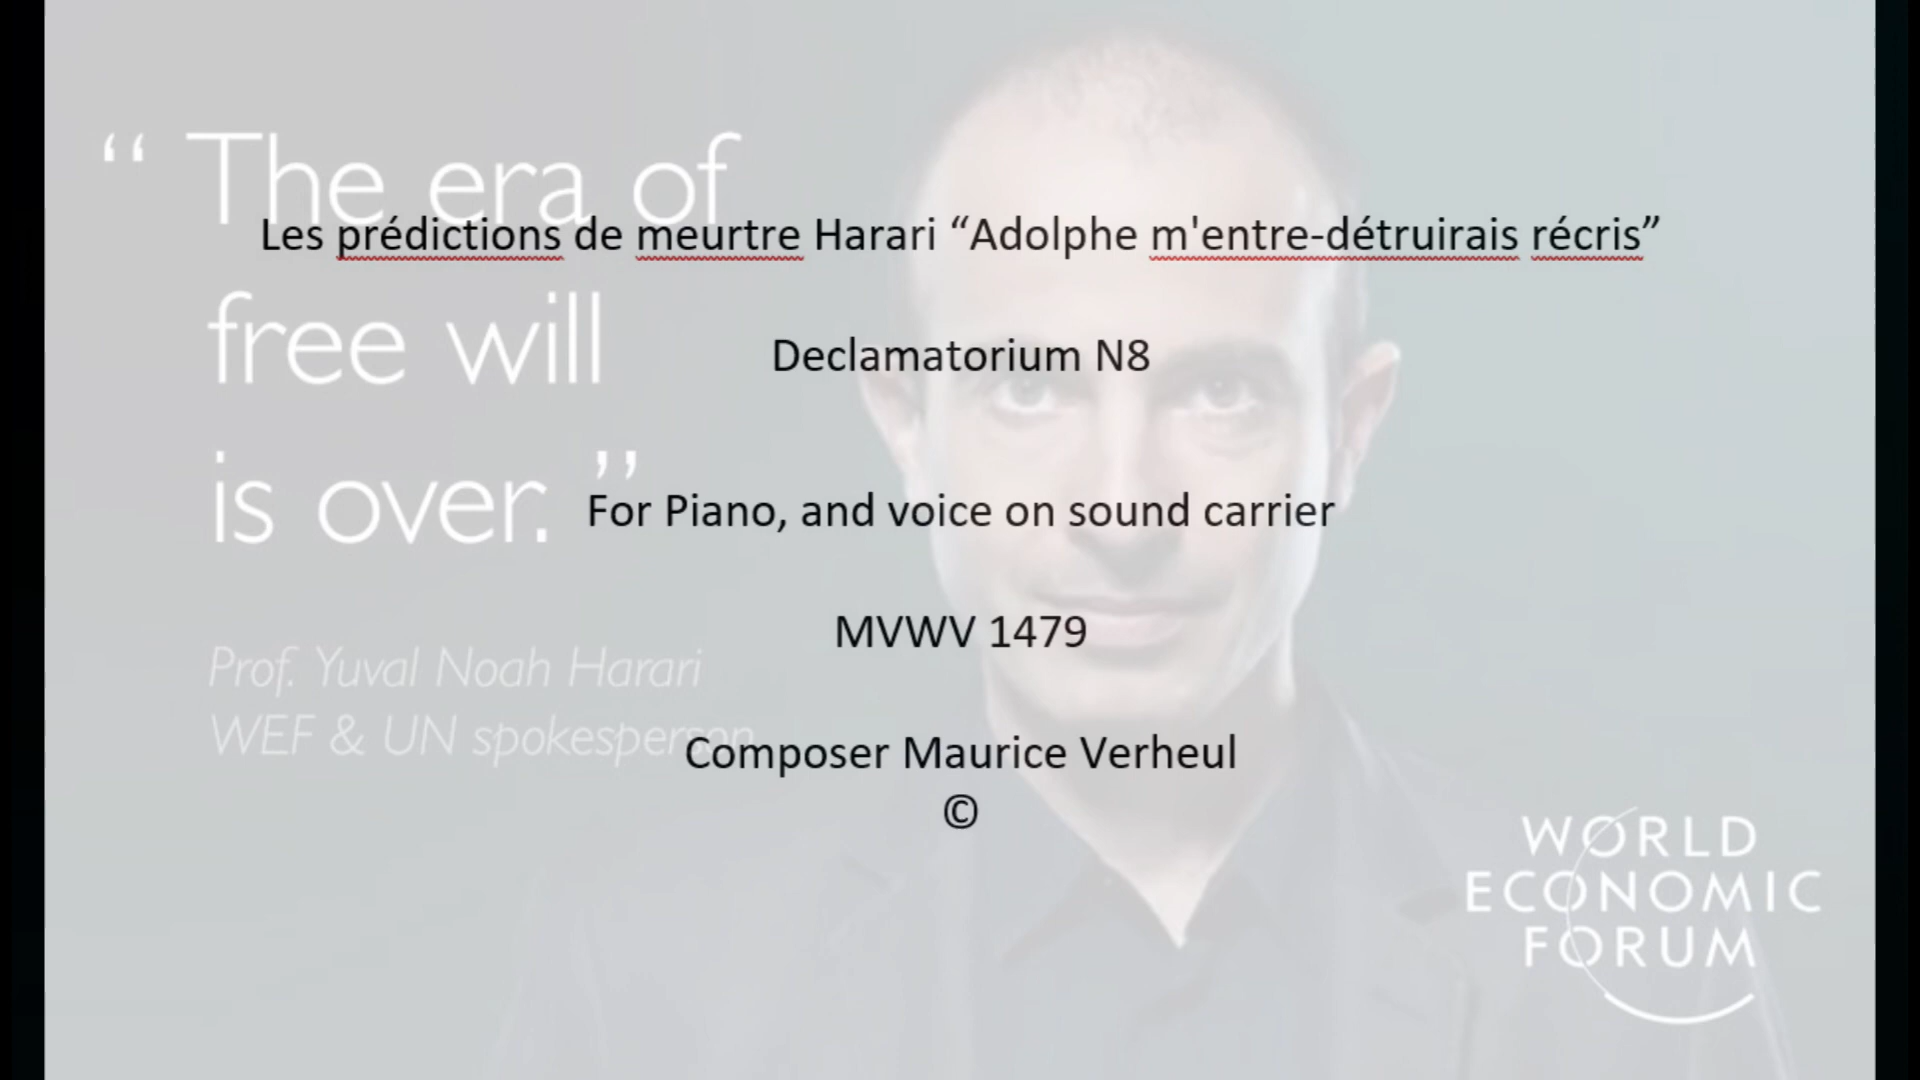 “ The era of
free will
is over. ”
Prof. Yuval Noah Harari
WEF & UN spokesperson
Les prédictions de meurtre Harari “Adolphe m'entre-détruirais récris”
Declamatorium N8
For Piano, and voice on sound carrier
MVWV 1479
Composer Maurice Verheul
©
WORLD
ECONOMIC
FORUM